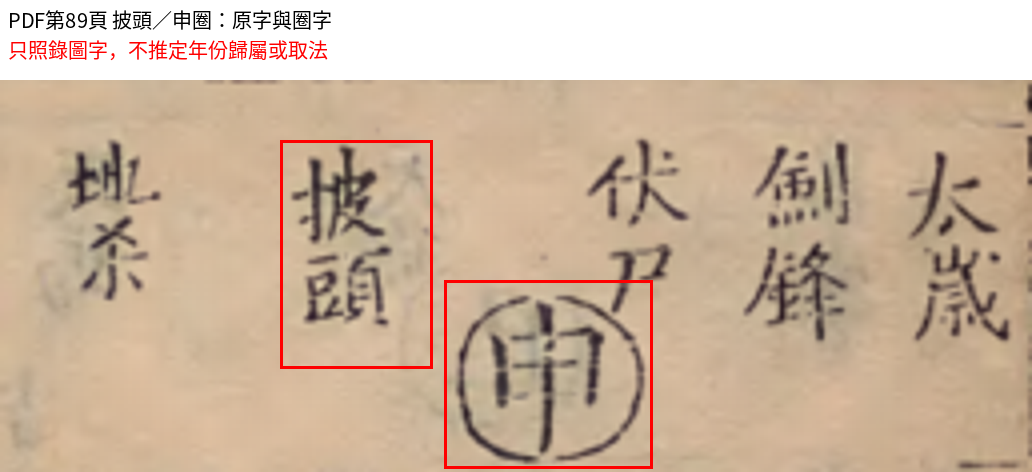 PDF第89頁 披頭／申圈：原字與圈字
只照錄圖字，不推定年份歸屬或取法
太歲
劍鋒
伏尸
申
披頭
地杀